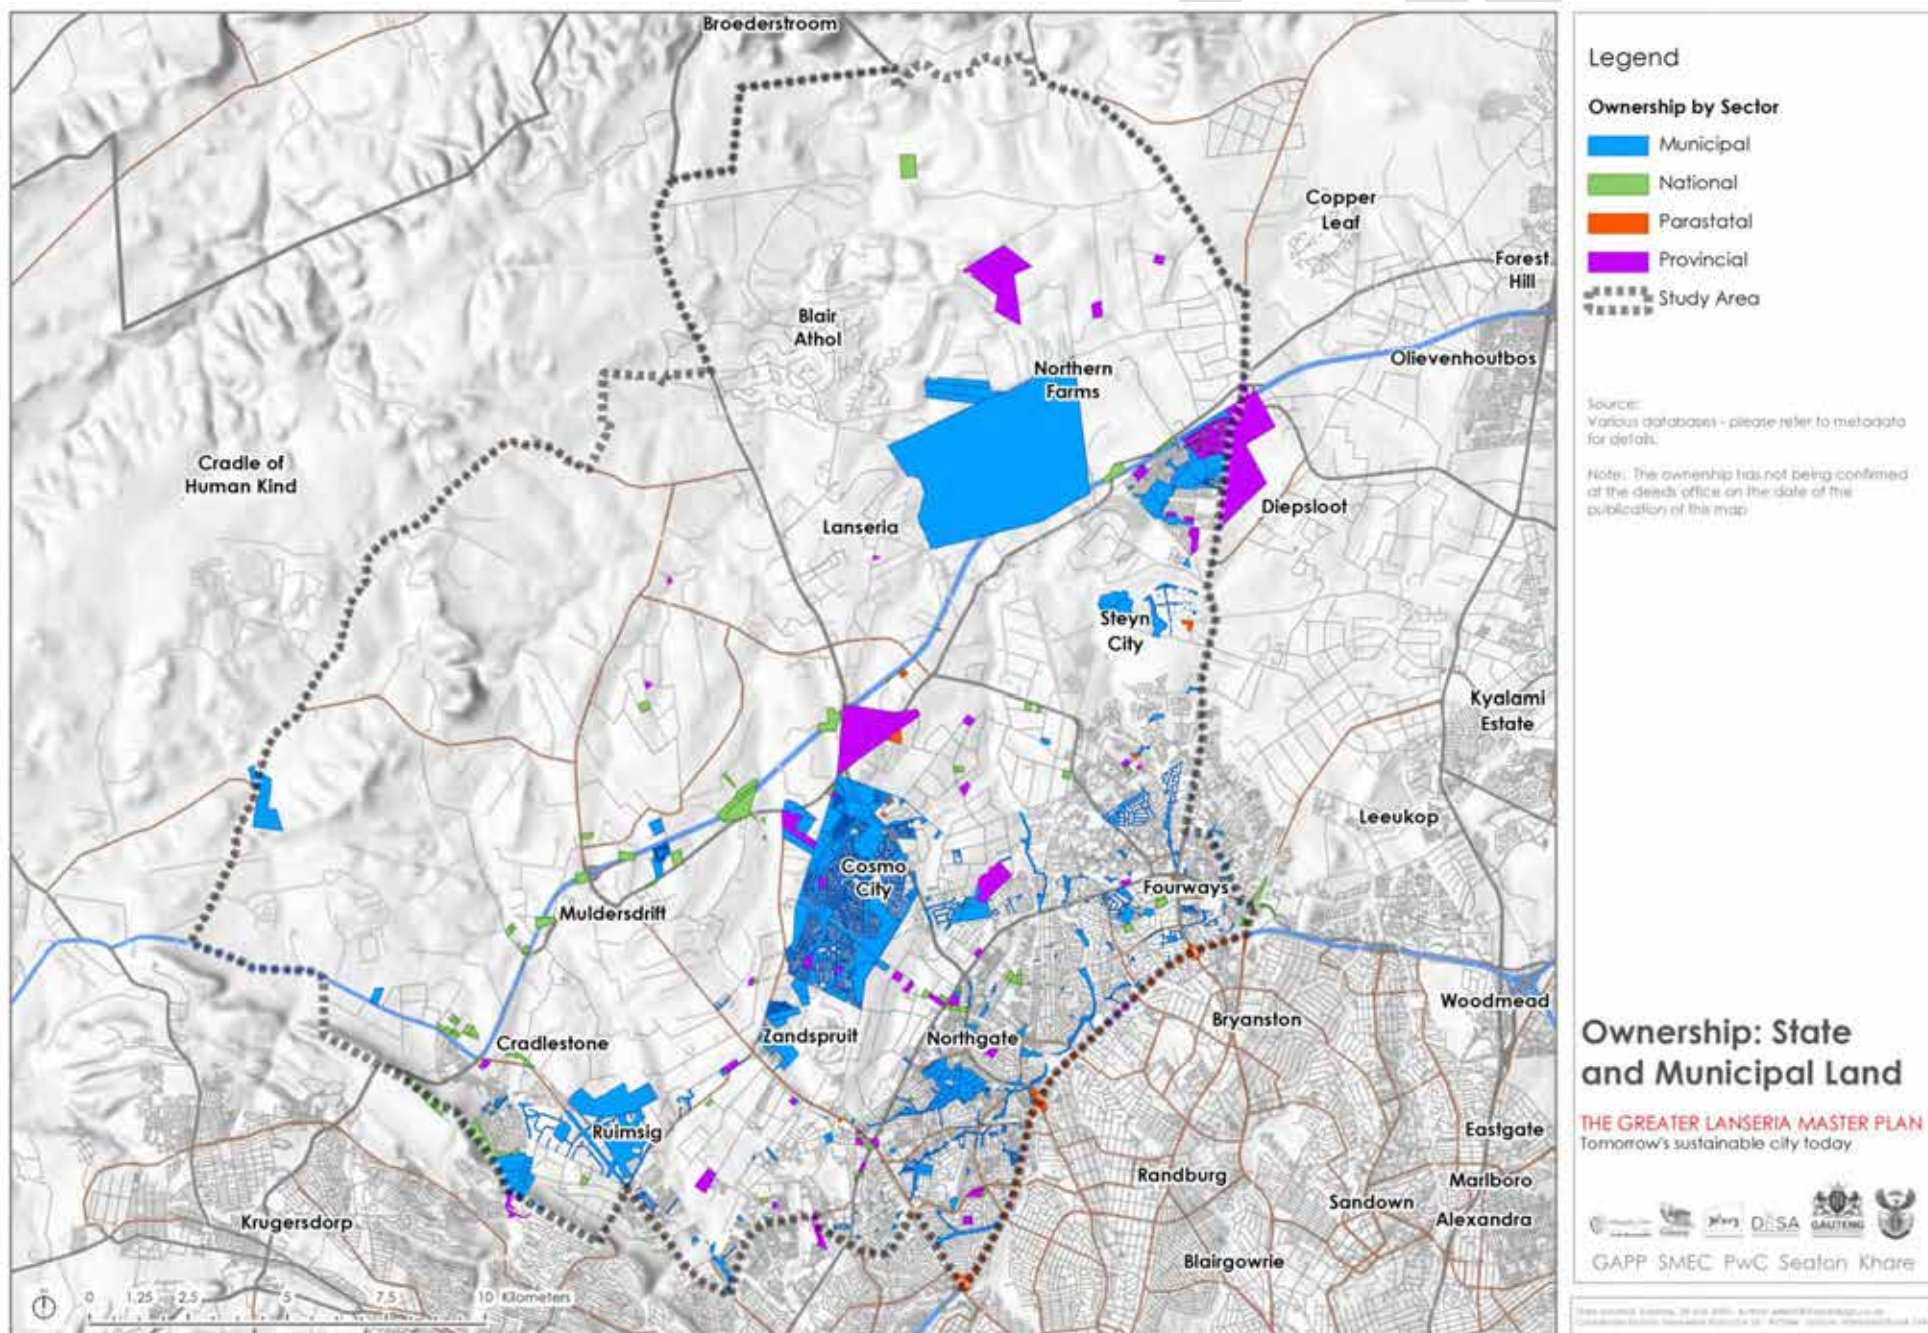 Broederstroom
Copper
Leaf
Forest
Hill
Blair
Athol
Northern
Farms
Olievenhoutbos
Cradle of
Human Kind
Lanseria
Diepsloot
Steyn
City
Kyalami
Estate
Leeukop
Cosmo
City
Fourways
Muldersdrift
Woodmead
Bryanston
Cradlestone
Zandspruit
Northgate
Ruimsig
Eastgate
Randburg
Marlboro
Sandown
Alexandra
Krugersdorp
Blairgowrie
0 1.25 2.5 5 7.5 10 Kilometers
Legend
Ownership by Sector
Municipal
National
Parastatal
Provincial
Study Area
Source:
Various databases - please refer to metadata
for details.
Note: The ownership has not being confirmed
at the deeds office on the date of the
publication of this map
Ownership: State
and Municipal Land
THE GREATER LANSERIA MASTER PLAN
Tomorrow's sustainable city today
DBSA
GAUTENG
GAPP SMEC PwC Seaton Khare